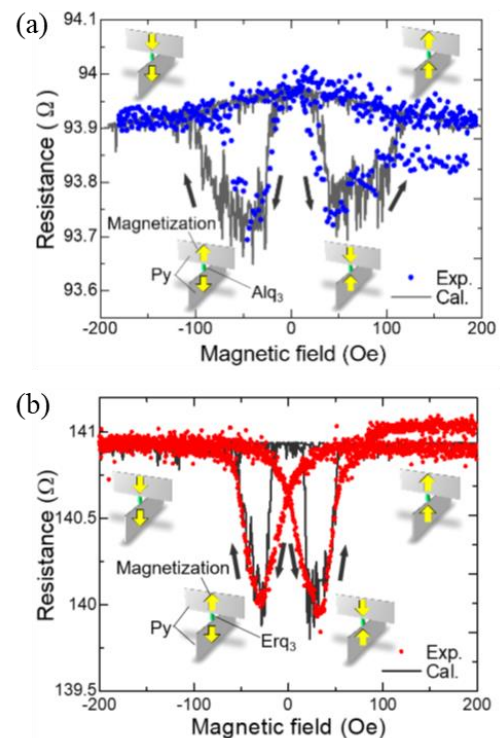 (a)
94.1
94
93.9
93.8
93.7
93.6
Resistance ( Ω )
Magnetization
Py
Alq3
Exp.
Cal.
-200 -100 0 100 200
Magnetic field (Oe)
(b)
141
140.5
140
139.5
Resistance (Ω)
Magnetization
Py
Erq3
Exp.
Cal.
-200 -100 0 100 200
Magnetic field (Oe)